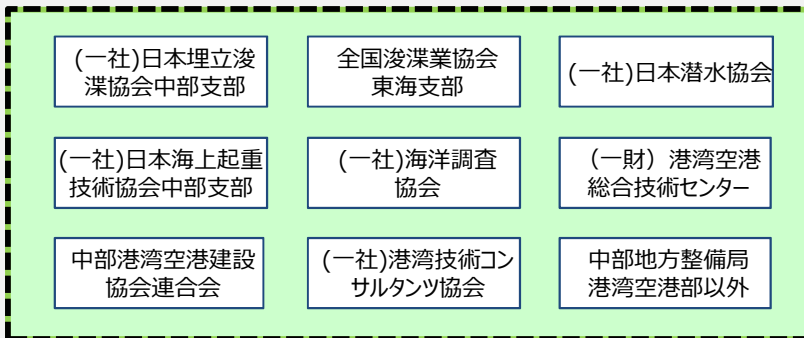 (一社)日本埋立浚
渫協会中部支部
全国浚渫業協会
東海支部
(一社)日本潜水協会
(一社)日本海上起重
技術協会中部支部
(一社)海洋調査
協会
（一財）港湾空港
総合技術センター
中部港湾空港建設
協会連合会
(一社)港湾技術コン
サルタンツ協会
中部地方整備局
港湾空港部以外